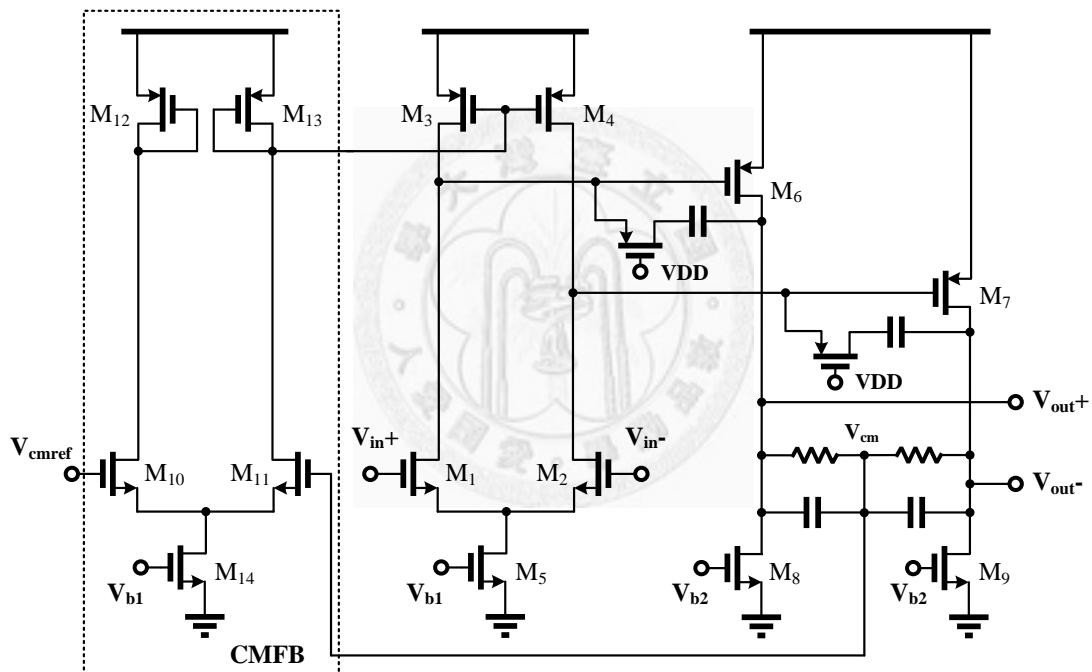 M12
M13
M3
M4
M6
VDD
M7
VDD
Vout+
Vcmref
Vin+
Vin-
Vcm
M10
M11
M1
M2
Vout-
Vb1
M14
Vb1
M5
Vb2
M8
Vb2
M9
CMFB